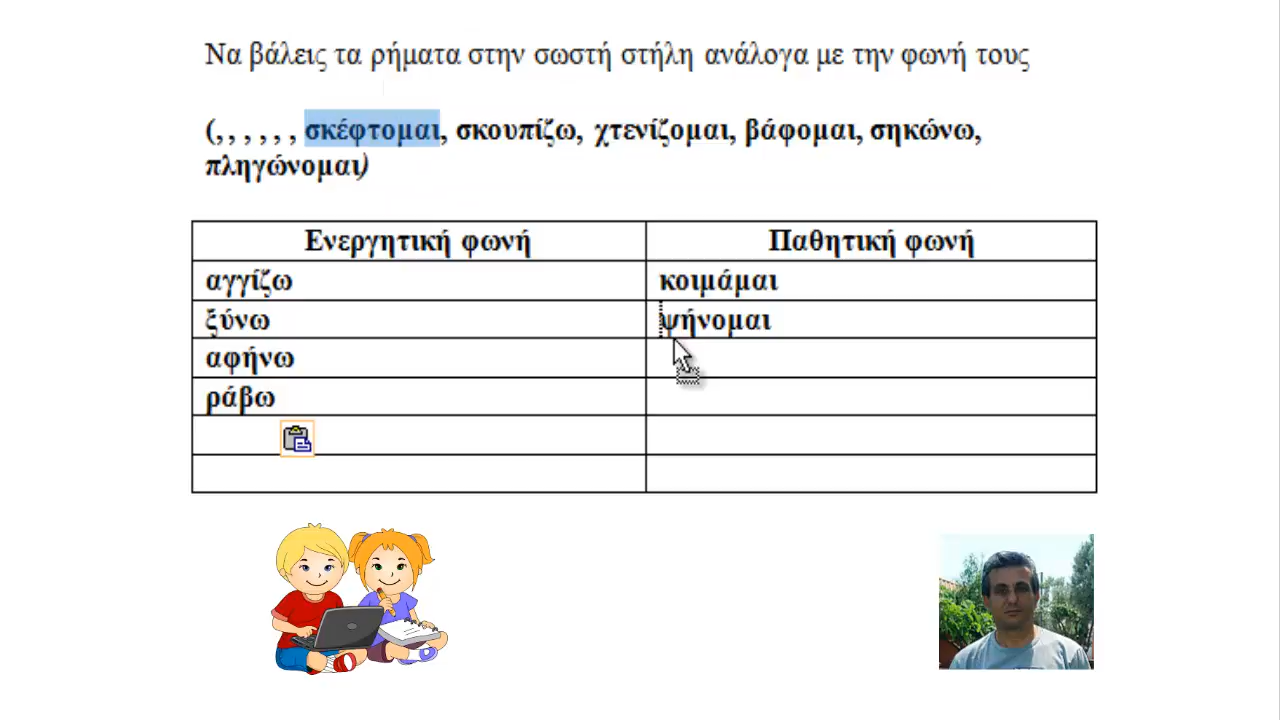 Να βάλεις τα ρήματα στην σωστή στήλη ανάλογα με την φωνή τους
(, , , , , , σκέφτομαι, σκουπίζω, χτενίζομαι, βάφομαι, σηκώνω,
πληγώνομαι)
Ενεργητική φωνή Παθητική φωνή
αγγίζω κοιμάμαι
ξύνω ψήνομαι
αφήνω
ράβω